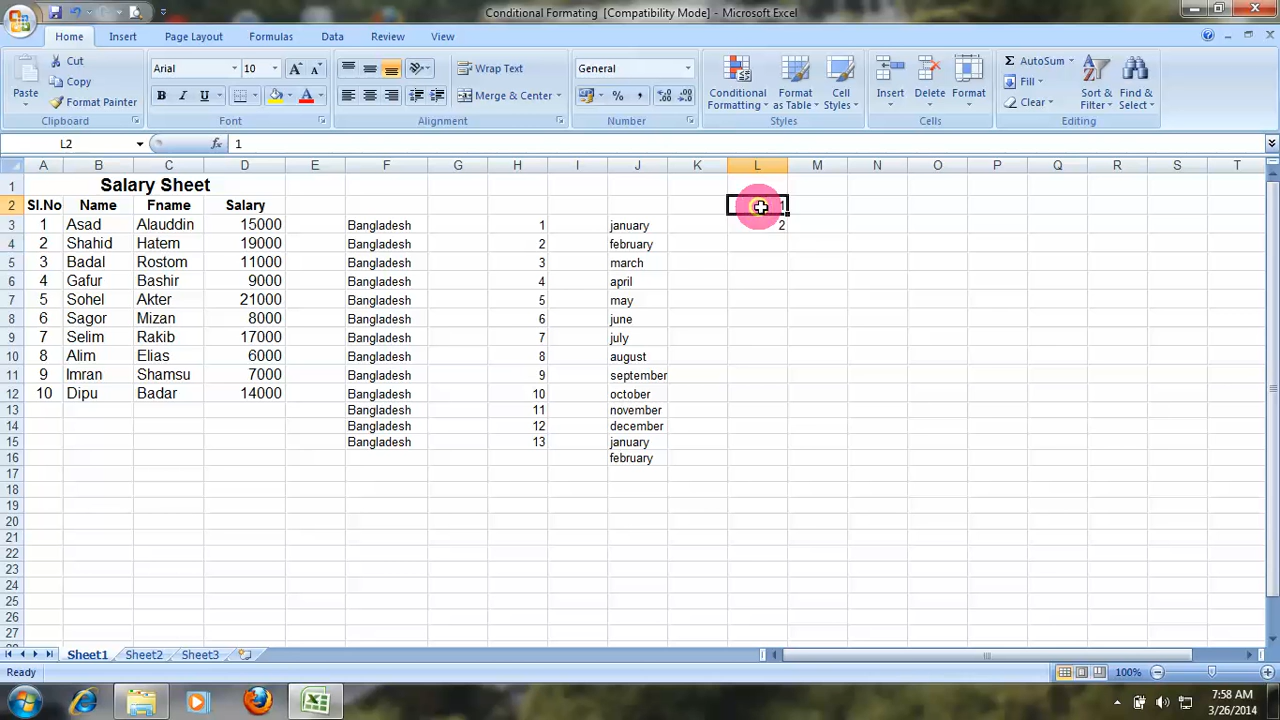 Conditional Formating [Compatibility Mode] - Microsoft Excel
Home Insert Page Layout Formulas Data Review View
Paste
Cut
Copy
Format Painter
Clipboard
Arial 10
B I U
Font
Wrap Text
Merge & Center
Alignment
General
Number
Conditional Formatting
Format as Table
Cell Styles
Styles
Insert Delete Format
Cells
AutoSum
Fill
Clear
Sort & Filter
Find & Select
Editing
L2 fx 1
A B C D E F G H I J K L M N O P Q R S T
1 Salary Sheet
2 Sl.No Name Fname Salary 1
3 1 Asad Alauddin 15000 Bangladesh 1 january 2
4 2 Shahid Hatem 19000 Bangladesh 2 february
5 3 Badal Rostom 11000 Bangladesh 3 march
6 4 Gafur Bashir 9000 Bangladesh 4 april
7 5 Sohel Akter 21000 Bangladesh 5 may
8 6 Sagor Mizan 8000 Bangladesh 6 june
9 7 Selim Rakib 17000 Bangladesh 7 july
10 8 Alim Elias 6000 Bangladesh 8 august
11 9 Imran Shamsu 7000 Bangladesh 9 september
12 10 Dipu Badar 14000 Bangladesh 10 october
13 Bangladesh 11 november
14 Bangladesh 12 december
15 Bangladesh 13 january
16 february
17
18
19
20
21
22
23
24
25
26
27
Sheet1 Sheet2 Sheet3
Ready 100%
7:58 AM
3/26/2014